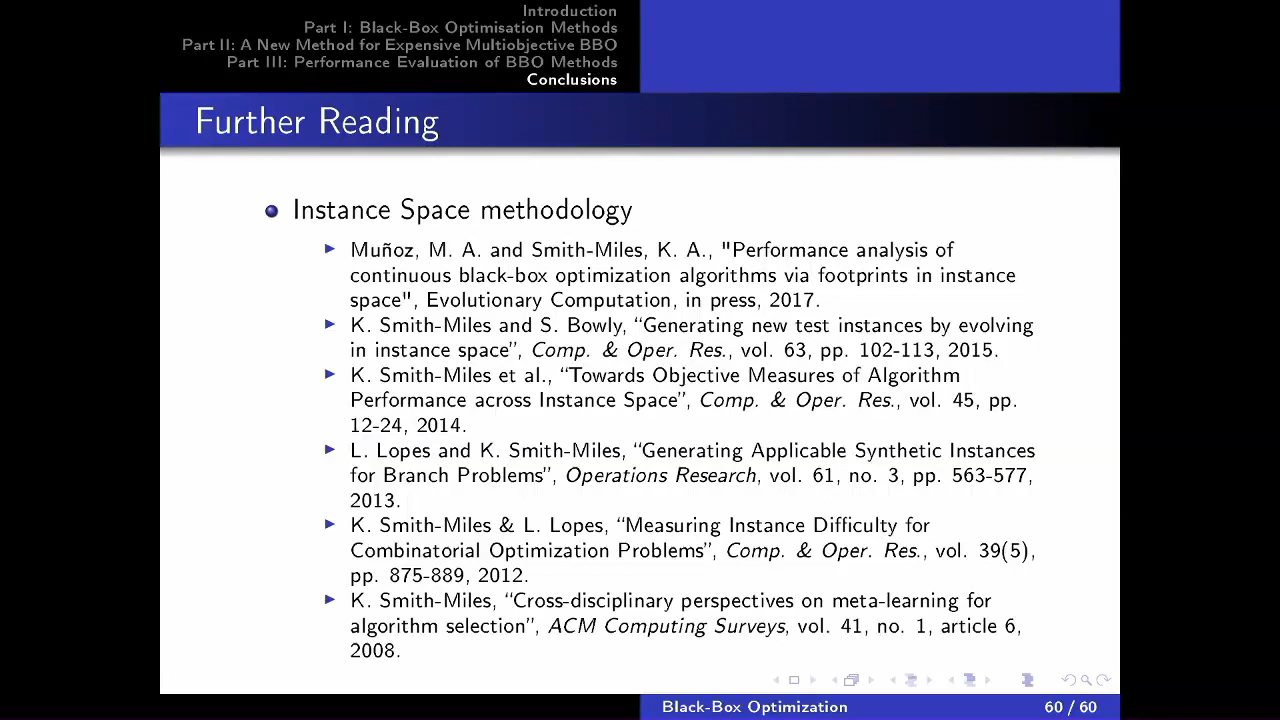 Introduction
Part I: Black-Box Optimisation Methods
Part II: A New Method for Expensive Multiobjective BBO
Part III: Performance Evaluation of BBO Methods
Conclusions
Further Reading
Instance Space methodology
Muñoz, M. A. and Smith-Miles, K. A., "Performance analysis of
continuous black-box optimization algorithms via footprints in instance
space", Evolutionary Computation, in press, 2017.
K. Smith-Miles and S. Bowly, “Generating new test instances by evolving
in instance space”, Comp. & Oper. Res., vol. 63, pp. 102-113, 2015.
K. Smith-Miles et al., “Towards Objective Measures of Algorithm
Performance across Instance Space”, Comp. & Oper. Res., vol. 45, pp.
12-24, 2014.
L. Lopes and K. Smith-Miles, “Generating Applicable Synthetic Instances
for Branch Problems”, Operations Research, vol. 61, no. 3, pp. 563-577,
2013.
K. Smith-Miles & L. Lopes, “Measuring Instance Difficulty for
Combinatorial Optimization Problems”, Comp. & Oper. Res., vol. 39(5),
pp. 875-889, 2012.
K. Smith-Miles, “Cross-disciplinary perspectives on meta-learning for
algorithm selection”, ACM Computing Surveys, vol. 41, no. 1, article 6,
2008.
Black-Box Optimization 60 / 60